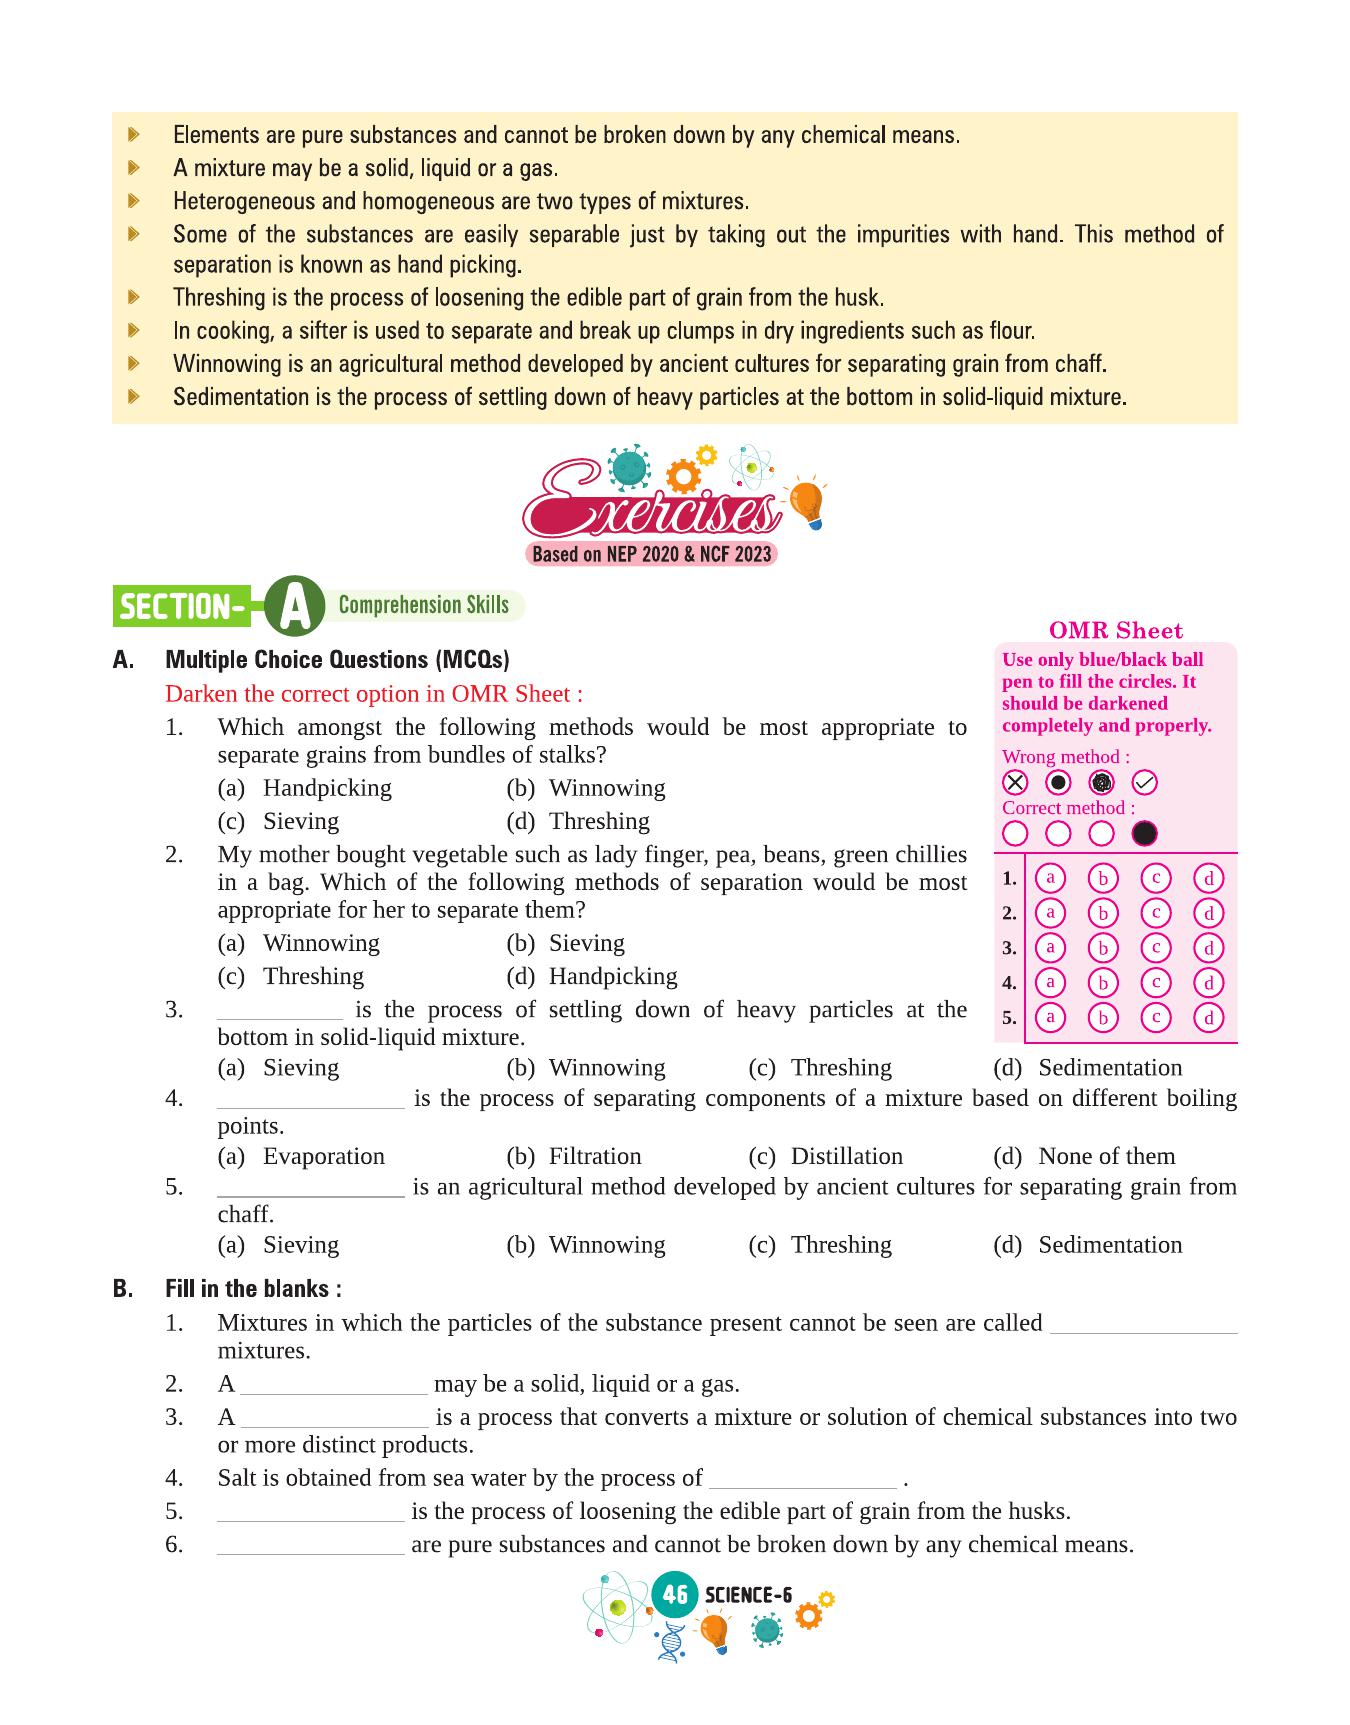 Elements are pure substances and cannot be broken down by any chemical means.
A mixture may be a solid, liquid or a gas.
Heterogeneous and homogeneous are two types of mixtures.
Some of the substances are easily separable just by taking out the impurities with hand. This method of
separation is known as hand picking.
Threshing is the process of loosening the edible part of grain from the husk.
In cooking, a sifter is used to separate and break up clumps in dry ingredients such as flour.
Winnowing is an agricultural method developed by ancient cultures for separating grain from chaff.
Sedimentation is the process of settling down of heavy particles at the bottom in solid-liquid mixture.
Exercises
Based on NEP 2020 & NCF 2023
SECTION- A Comprehension Skills
A. Multiple Choice Questions (MCQs)
Darken the correct option in OMR Sheet :
1. Which amongst the following methods would be most appropriate to
separate grains from bundles of stalks?
(a) Handpicking (b) Winnowing
(c) Sieving (d) Threshing
2. My mother bought vegetable such as lady finger, pea, beans, green chillies
in a bag. Which of the following methods of separation would be most
appropriate for her to separate them?
(a) Winnowing (b) Sieving
(c) Threshing (d) Handpicking
3. __________ is the process of settling down of heavy particles at the
bottom in solid-liquid mixture.
(a) Sieving (b) Winnowing (c) Threshing (d) Sedimentation
4. _______________ is the process of separating components of a mixture based on different boiling
points.
(a) Evaporation (b) Filtration (c) Distillation (d) None of them
5. _______________ is an agricultural method developed by ancient cultures for separating grain from
chaff.
(a) Sieving (b) Winnowing (c) Threshing (d) Sedimentation
OMR Sheet
Use only blue/black ball
pen to fill the circles. It
should be darkened
completely and properly.
Wrong method :
Correct method :
1. a b c d
2. a b c d
3. a b c d
4. a b c d
5. a b c d
B. Fill in the blanks :
1. Mixtures in which the particles of the substance present cannot be seen are called _______________
mixtures.
2. A _______________ may be a solid, liquid or a gas.
3. A _______________ is a process that converts a mixture or solution of chemical substances into two
or more distinct products.
4. Salt is obtained from sea water by the process of _______________ .
5. _______________ is the process of loosening the edible part of grain from the husks.
6. _______________ are pure substances and cannot be broken down by any chemical means.
46 SCIENCE-6